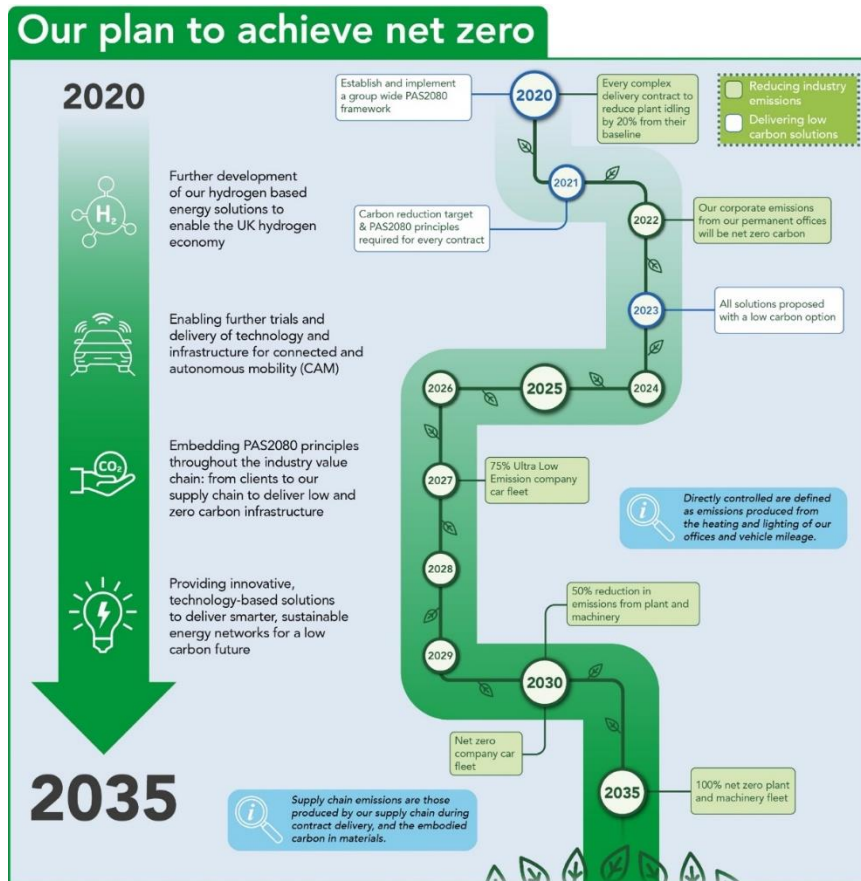 Our plan to achieve net zero
2020
Further development
of our hydrogen based
energy solutions to
enable the UK hydrogen
economy
H2
Enabling further trials and
delivery of technology and
infrastructure for connected and
autonomous mobility (CAM)
Embedding PAS2080 principles
throughout the industry value
chain: from clients to our
supply chain to deliver low and
zero carbon infrastructure
CO2
Providing innovative,
technology-based solutions
to deliver smarter, sustainable
energy networks for a low
carbon future
2035
Establish and implement
a group wide PAS2080
framework
2020
Every complex
delivery contract to
reduce plant idling
by 20% from their
baseline
Reducing industry
emissions
Delivering low
carbon solutions
2021
Carbon reduction target
& PAS2080 principles
required for every contract
2022
Our corporate emissions
from our permanent offices
will be net zero carbon
2023
All solutions proposed
with a low carbon option
2024
2025
2026
2027
75% Ultra Low
Emission company
car fleet
i
Directly controlled are defined
as emissions produced from
the heating and lighting of our
offices and vehicle mileage.
2028
2029
50% reduction in
emissions from plant and
machinery
2030
Net zero
company car
fleet
2035
100% net zero plant
and machinery fleet
i
Supply chain emissions are those
produced by our supply chain during
contract delivery, and the embodied
carbon in materials.